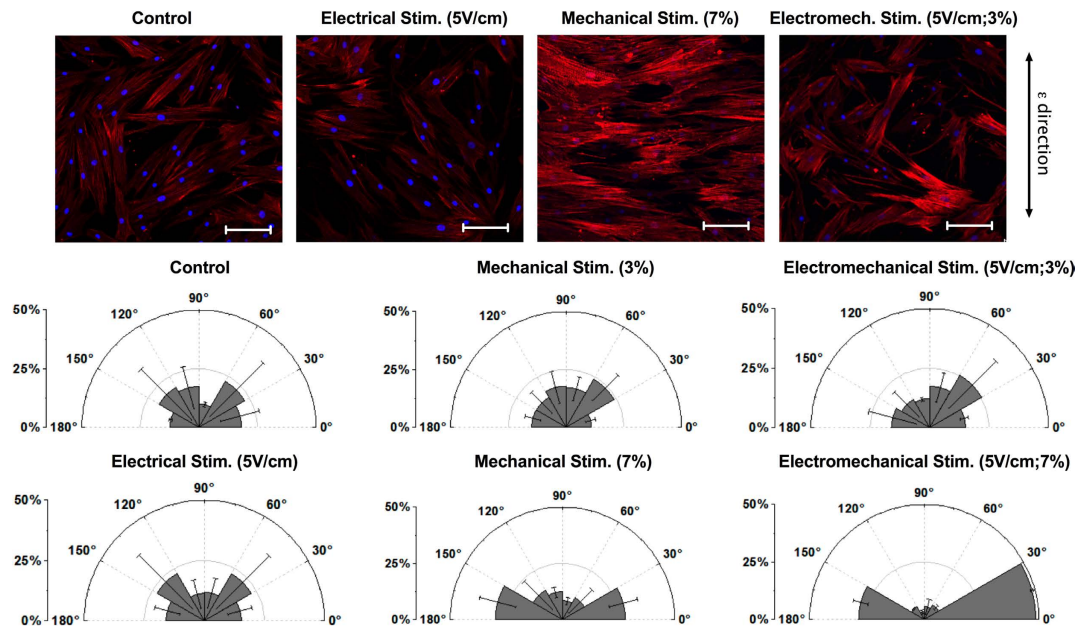 Control Electrical Stim. (5V/cm) Mechanical Stim. (7%) Electromech. Stim. (5V/cm;3%)
ε direction
Control Mechanical Stim. (3%) Electromechanical Stim. (5V/cm;3%)
50% 25% 0% 180° 150° 120° 90° 60° 30° 0°
50% 25% 0% 180° 150° 120° 90° 60° 30° 0°
50% 25% 0% 180° 150° 120° 90° 60° 30° 0°
Electrical Stim. (5V/cm) Mechanical Stim. (7%) Electromechanical Stim. (5V/cm;7%)
50% 25% 0% 180° 150° 120° 90° 60° 30° 0°
50% 25% 0% 180° 150° 120° 90° 60° 30° 0°
50% 25% 0% 180° 150° 120° 90° 60° 30° 0°